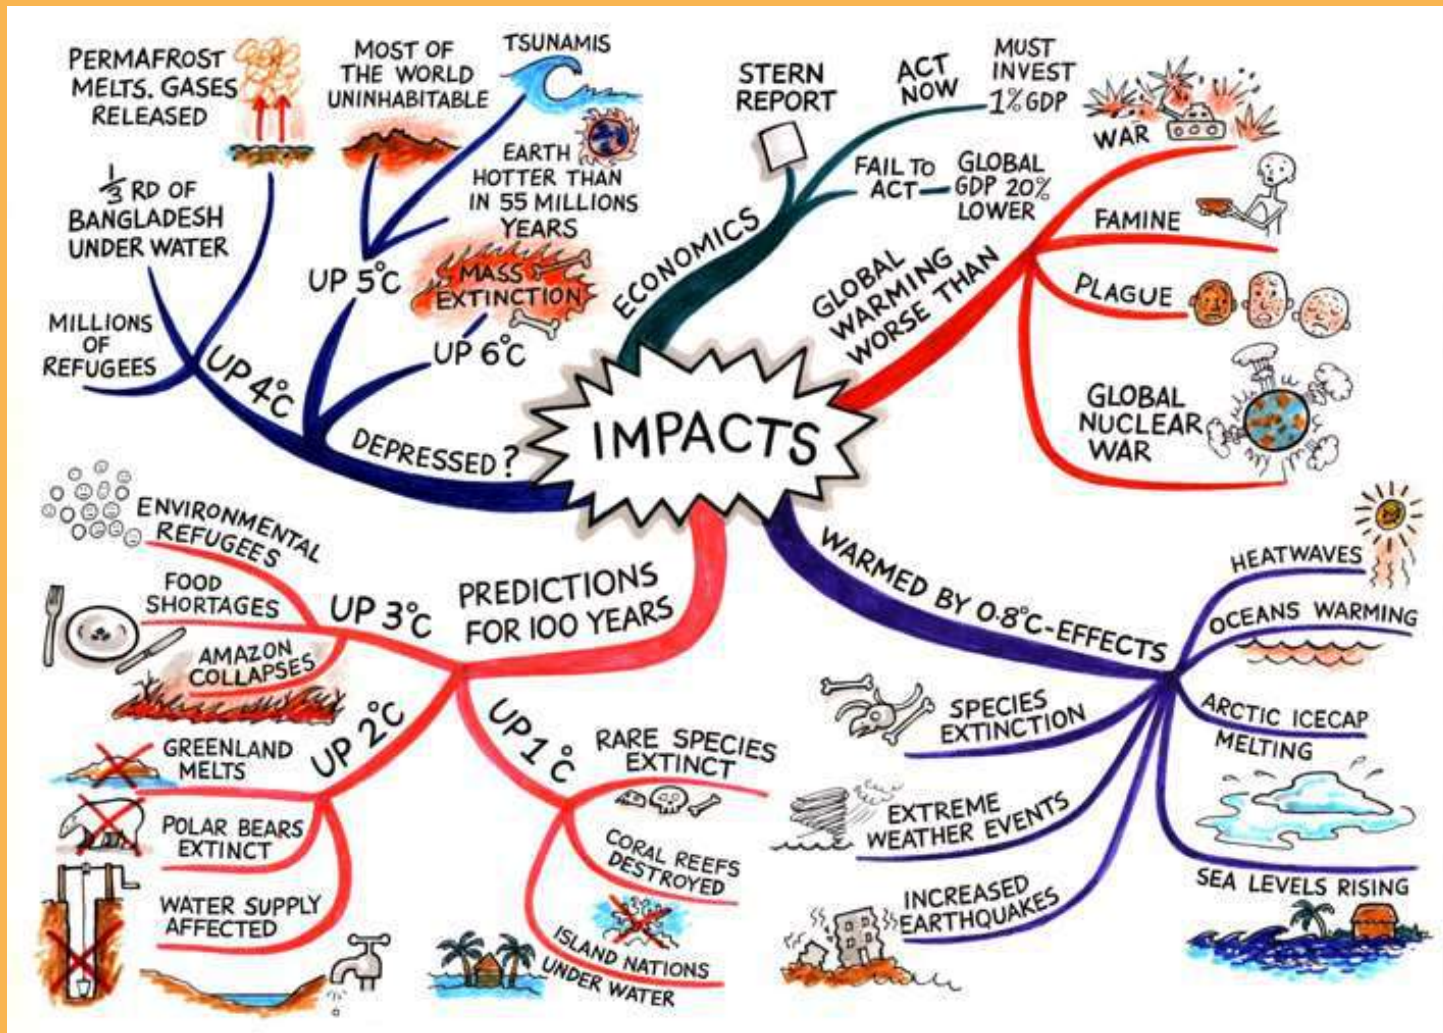 IMPACTS
ECONOMICS
STERN
REPORT
ACT
NOW
MUST
INVEST
1% GDP
FAIL TO
ACT
GLOBAL
GDP 20%
LOWER
GLOBAL
WARMING
WORSE THAN
WAR
FAMINE
PLAGUE
GLOBAL
NUCLEAR
WAR
WARMED BY 0.8°C-EFFECTS
HEATWAVES
OCEANS WARMING
ARCTIC ICECAP
MELTING
SEA LEVELS RISING
SPECIES
EXTINCTION
EXTREME
WEATHER EVENTS
INCREASED
EARTHQUAKES
PREDICTIONS
FOR 100 YEARS
UP 1°C
RARE SPECIES
EXTINCT
CORAL REEFS
DESTROYED
ISLAND NATIONS
UNDER WATER
UP 2°C
GREENLAND
MELTS
POLAR BEARS
EXTINCT
WATER SUPPLY
AFFECTED
UP 3°C
ENVIRONMENTAL
REFUGEES
FOOD
SHORTAGES
AMAZON
COLLAPSES
DEPRESSED?
UP 4°C
MILLIONS
OF
REFUGEES
1/3 RD OF
BANGLADESH
UNDER WATER
PERMAFROST
MELTS. GASES
RELEASED
UP 5°C
MOST OF
THE WORLD
UNINHABITABLE
TSUNAMIS
EARTH
HOTTER THAN
IN 55 MILLIONS
YEARS
UP 6°C
MASS
EXTINCTION